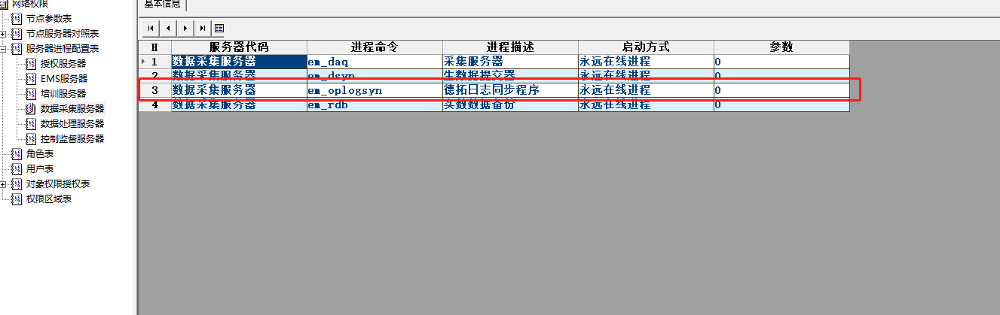 网络权限
节点参数表
节点服务器对照表
服务器进程配置表
授权服务器
EMS服务器
培训服务器
数据采集服务器
数据处理服务器
控制监督服务器
角色表
用户表
对象权限授权表
权限区域表
基本信息
H 服务器代码 进程命令 进程描述 启动方式 参数
1 数据采集服务器 em_daq 采集服务器 永远在线进程 0
2 数据采集服务器 em_dsyn 生数据提交器 永远在线进程 0
3 数据采集服务器 em_oplogsyn 德拓日志同步程序 永远在线进程 0
4 数据采集服务器 em_rdb 实数数据备份 永远在线进程 0